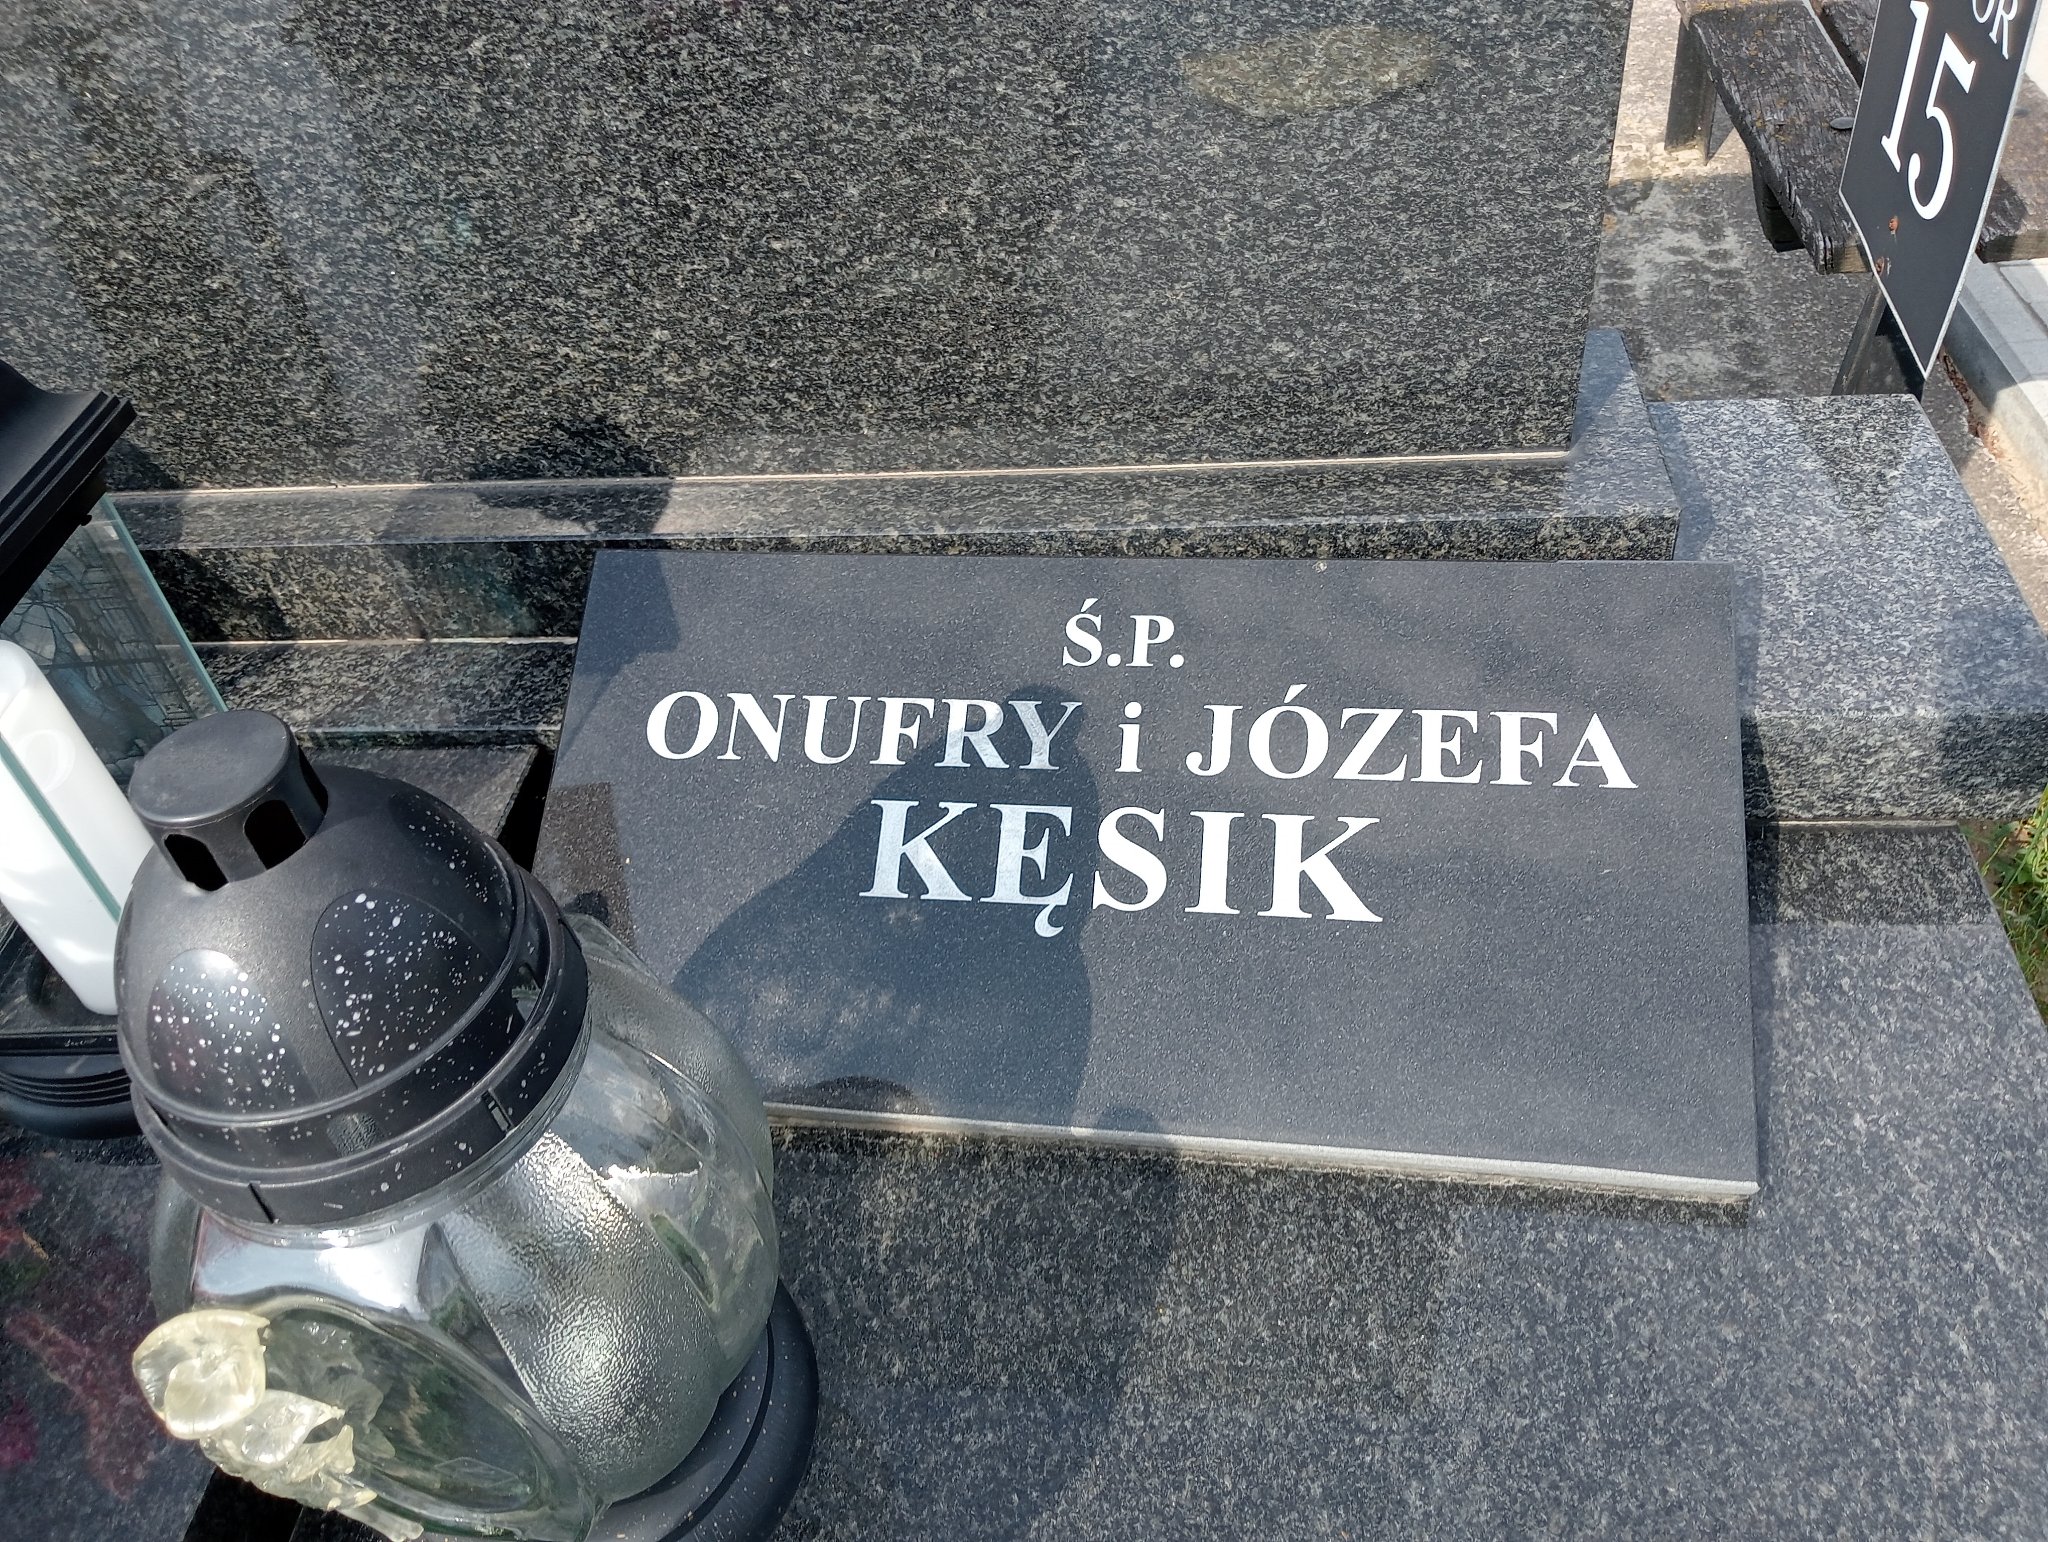 Ś.P.
ONUFRY i JÓZEFA
KĘSIK
15